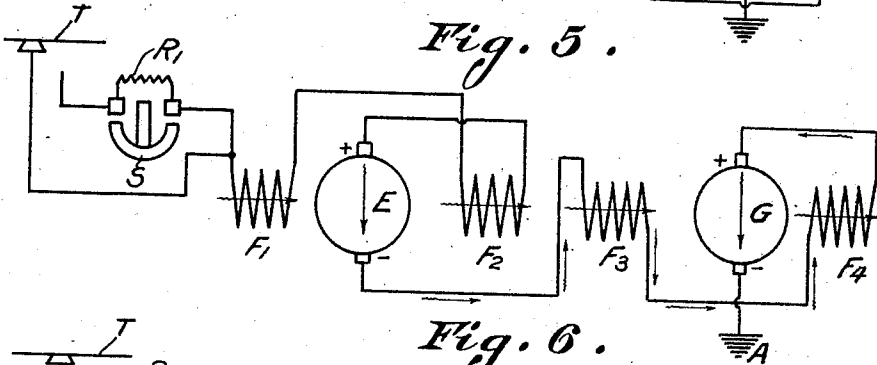 T
Fig. 5.
R1
S
F1
+
E
-
F2
F3
+
G
-
F4
A
Fig. 6.
T